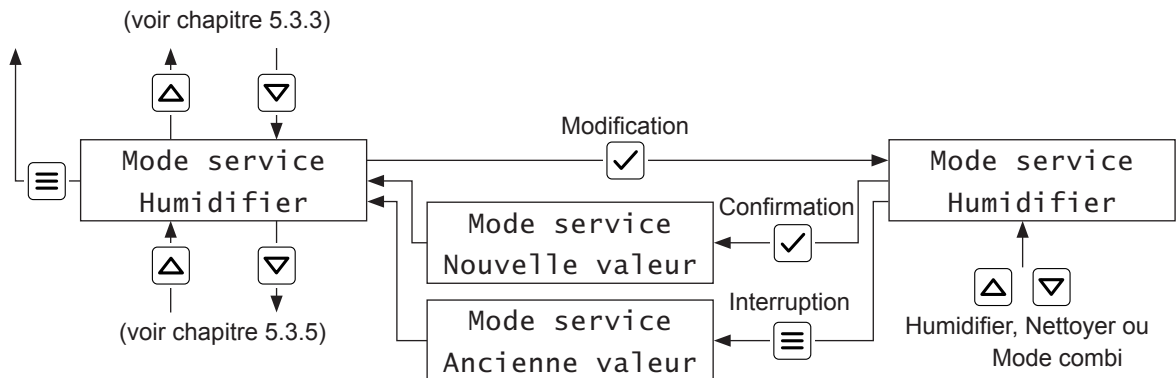 (voir chapitre 5.3.3)
Modification
Mode service
Humidifier
Mode service
Humidifier
Confirmation
Mode service
Nouvelle valeur
Interruption
Mode service
Ancienne valeur
(voir chapitre 5.3.5)
Humidifier, Nettoyer ou
Mode combi